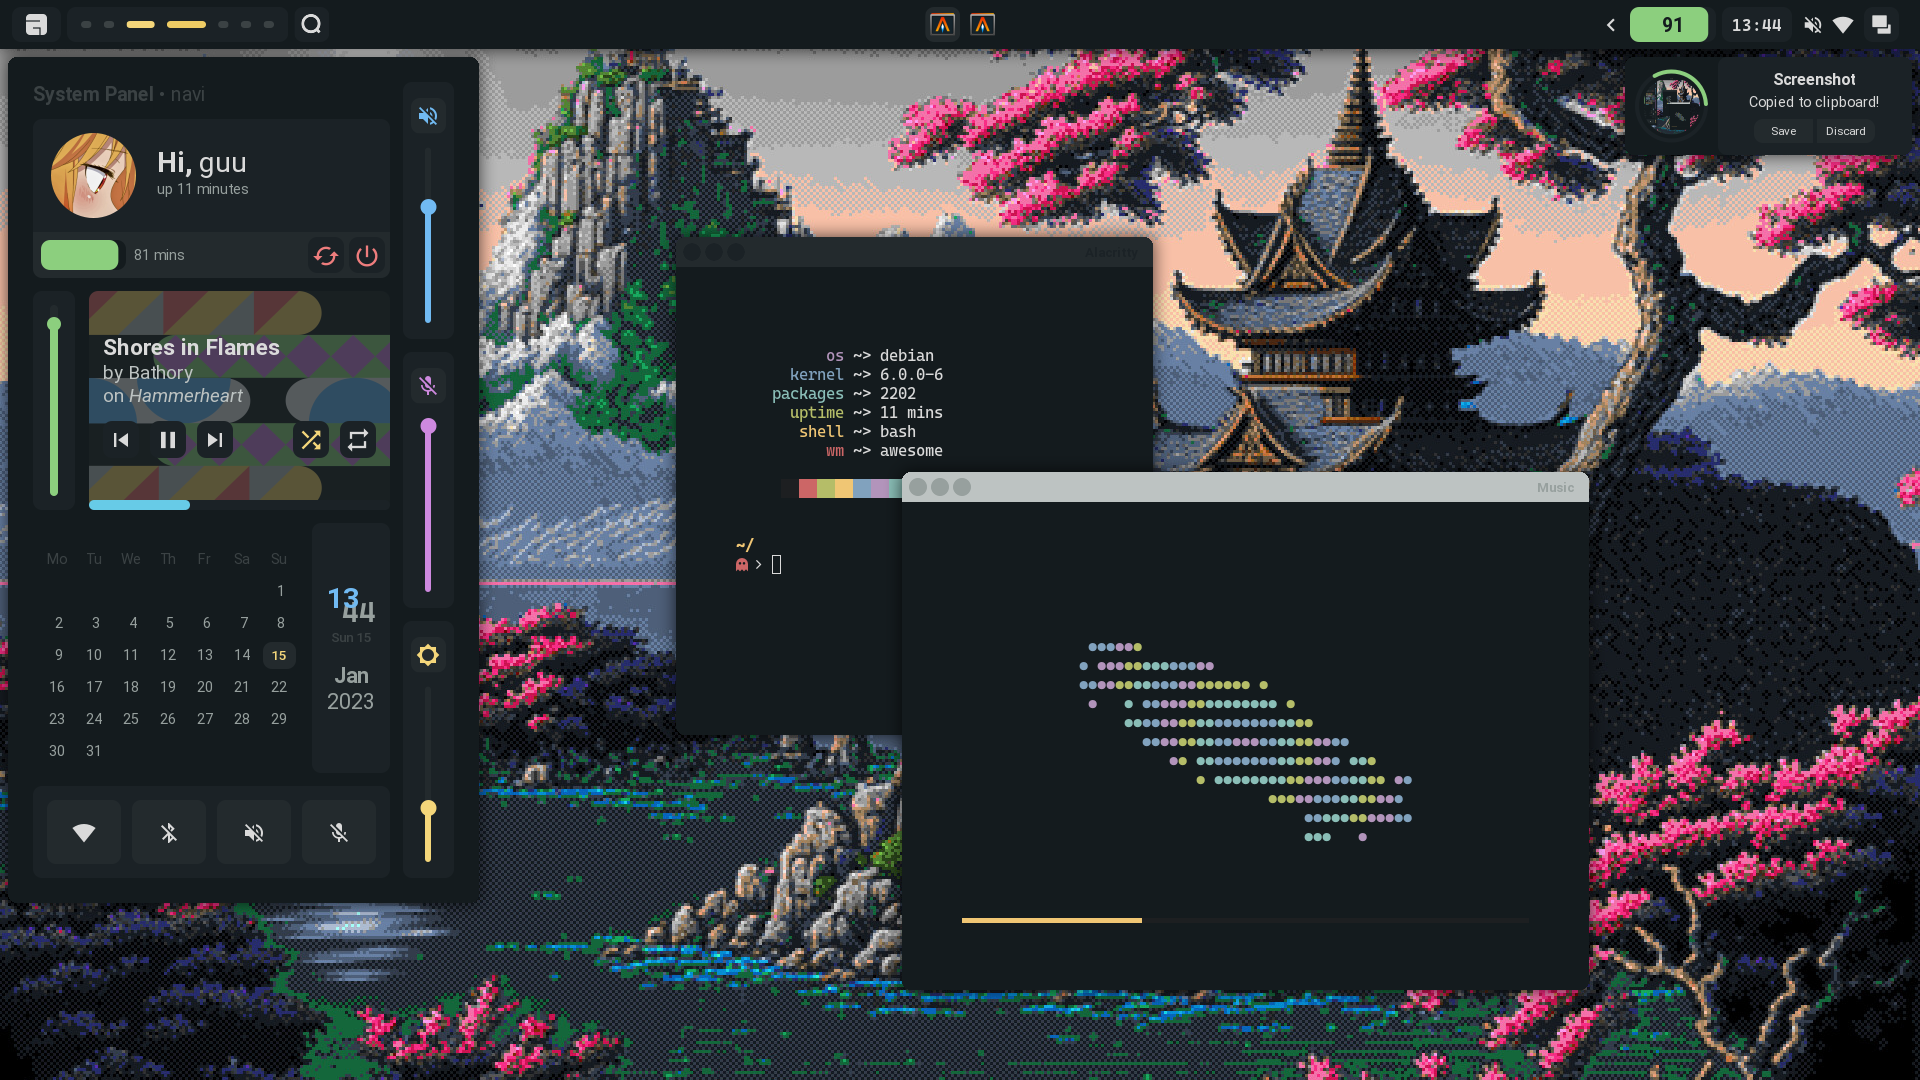 91
13:44
System Panel • navi
Hi, guu
up 11 minutes
81 mins
Shores in Flames
by Bathory
on Hammerheart
Mo Tu We Th Fr Sa Su
1
2 3 4 5 6 7 8
9 10 11 12 13 14 15
16 17 18 19 20 21 22
23 24 25 26 27 28 29
30 31
13
44
Sun 15
Jan
2023
Alacritty
os ~> debian
kernel ~> 6.0.0-6
packages ~> 2202
uptime ~> 11 mins
shell ~> bash
wm ~> awesome
~/
›
Music
Screenshot
Copied to clipboard!
Save Discard